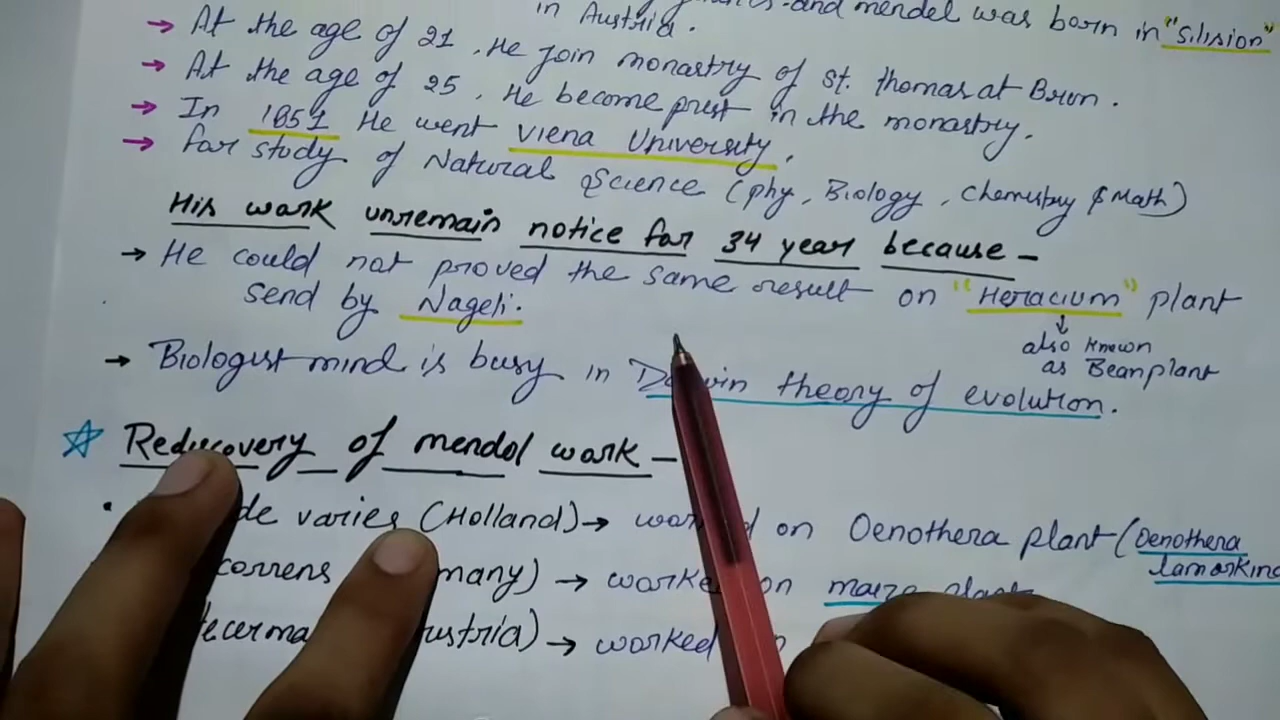 and mendel was born in "Silision"
in Austria.
→ At the age of 21, He join monastry of St. thomas at Brun.
→ At the age of 25, He become prest in the monastry.
→ In 1851 He went Viena University,
→ for study of Natural Science (phy, Biology, Chemistry & Math)
His work unremain notice for 34 year because -
→ He could not proved the same result on "Heracium" plant
send by Nageli.
also known
as Bean plant
→ Biologist mind is busy in Darwin theory of evolution.
☆ Rediscovery of mendel work -
• de varies (Holland) → worked on Oenothera plant (Oenothera
lamarkina
correns many) → worked on maize plant
ustria) → worked